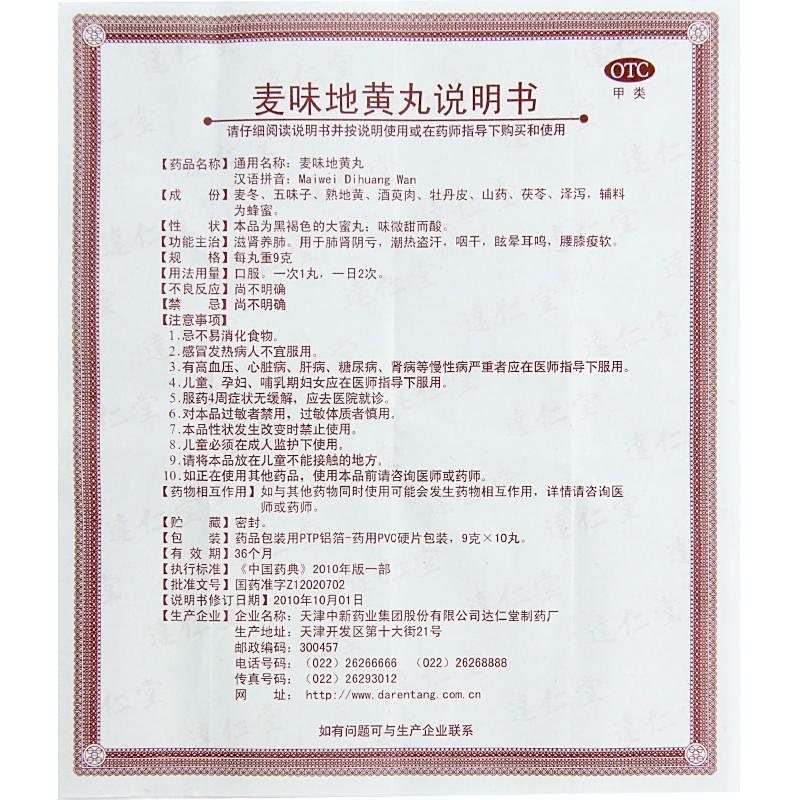 OTC
甲类
麦味地黄丸说明书
请仔细阅读说明书并按说明使用或在药师指导下购买和使用
【药品名称】通用名称：麦味地黄丸
汉语拼音：Maiwei Dihuang Wan
【成　　份】麦冬、五味子、熟地黄、酒萸肉、牡丹皮、山药、茯苓、泽泻，辅料
为蜂蜜。
【性　　状】本品为黑褐色的大蜜丸；味微甜而酸。
【功能主治】滋肾养肺。用于肺肾阴亏，潮热盗汗，咽干，眩晕耳鸣，腰膝痠软。
【规　　格】每丸重9克
【用法用量】口服。一次1丸，一日2次。
【不良反应】尚不明确
【禁　　忌】尚不明确
【注意事项】
1.忌不易消化食物。
2.感冒发热病人不宜服用。
3.有高血压、心脏病、肝病、糖尿病、肾病等慢性病严重者应在医师指导下服用。
4.儿童、孕妇、哺乳期妇女应在医师指导下服用。
5.服药4周症状无缓解，应去医院就诊。
6.对本品过敏者禁用，过敏体质者慎用。
7.本品性状发生改变时禁止使用。
8.儿童必须在成人监护下使用。
9.请将本品放在儿童不能接触的地方。
10.如正在使用其他药品，使用本品前请咨询医师或药师。
【药物相互作用】如与其他药物同时使用可能会发生药物相互作用，详情请咨询医
师或药师。
【贮　　藏】密封。
【包　　装】药品包装用PTP铝箔-药用PVC硬片包装，9克×10丸。
【有 效 期】36个月
【执行标准】《中国药典》2010年版一部
【批准文号】国药准字Z12020702
【说明书修订日期】2010年10月01日
【生产企业】企业名称：天津中新药业集团股份有限公司达仁堂制药厂
生产地址：天津开发区第十大街21号
邮政编码：300457
电话号码：（022）26266666　（022）26268888
传真号码：（022）26293012
网　　址：http://www.darentang.com.cn
如有问题可与生产企业联系